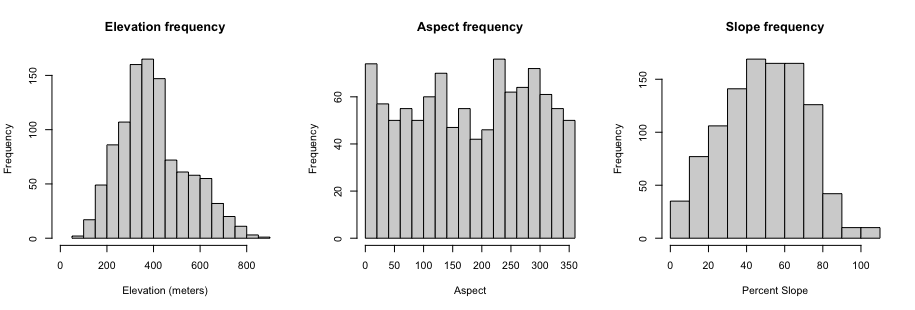 Elevation frequency
Frequency
0 50 100 150
0 200 400 600 800
Elevation (meters)
Aspect frequency
Frequency
0 20 40 60
0 50 100 150 200 250 300 350
Aspect
Slope frequency
Frequency
0 50 100 150
0 20 40 60 80 100
Percent Slope